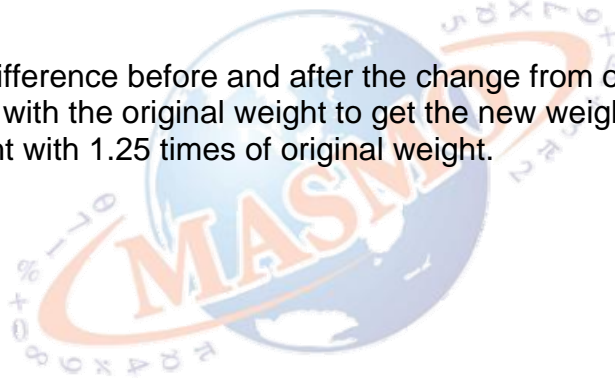 ifference before and after the change from
with the original weight to get the new
nt with 1.25 times of original weight.
MASMO